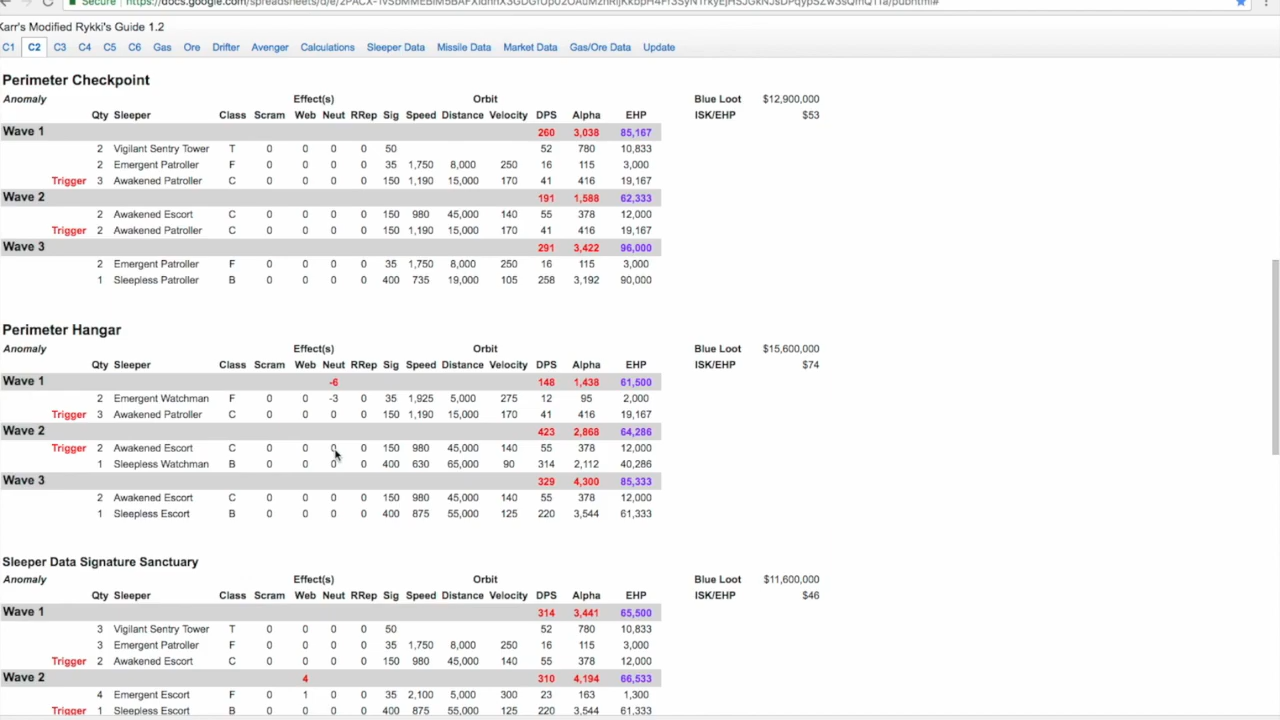 Secure
Karr's Modified Rykki's Guide 1.2
C1 C2 C3 C4 C5 C6 Gas Ore Drifter Avenger Calculations Sleeper Data Missile Data Market Data Gas/Ore Data Update
Perimeter Checkpoint
Anomaly Effect(s) Orbit Blue Loot $12,900,000
Qty Sleeper Class Scram Web Neut RRep Sig Speed Distance Velocity DPS Alpha EHP ISK/EHP $53
Wave 1 260 3,038 85,167
2 Vigilant Sentry Tower T 0 0 0 0 50 52 780 10,833
2 Emergent Patroller F 0 0 0 0 35 1,750 8,000 250 16 115 3,000
Trigger 3 Awakened Patroller C 0 0 0 0 150 1,190 15,000 170 41 416 19,167
Wave 2 191 1,588 62,333
2 Awakened Escort C 0 0 0 0 150 980 45,000 140 55 378 12,000
Trigger 2 Awakened Patroller C 0 0 0 0 150 1,190 15,000 170 41 416 19,167
Wave 3 291 3,422 96,000
2 Emergent Patroller F 0 0 0 0 35 1,750 8,000 250 16 115 3,000
1 Sleepless Patroller B 0 0 0 0 400 735 19,000 105 258 3,192 90,000
Perimeter Hangar
Anomaly Effect(s) Orbit Blue Loot $15,600,000
Qty Sleeper Class Scram Web Neut RRep Sig Speed Distance Velocity DPS Alpha EHP ISK/EHP $74
Wave 1 -6 148 1,438 61,500
2 Emergent Watchman F 0 0 -3 0 35 1,925 5,000 275 12 95 2,000
Trigger 3 Awakened Patroller C 0 0 0 0 150 1,190 15,000 170 41 416 19,167
Wave 2 423 2,868 64,286
Trigger 2 Awakened Escort C 0 0 0 0 150 980 45,000 140 55 378 12,000
1 Sleepless Watchman B 0 0 0 0 400 630 65,000 90 314 2,112 40,286
Wave 3 329 4,300 85,333
2 Awakened Escort C 0 0 0 0 150 980 45,000 140 55 378 12,000
1 Sleepless Escort B 0 0 0 0 400 875 55,000 125 220 3,544 61,333
Sleeper Data Signature Sanctuary
Anomaly Effect(s) Orbit Blue Loot $11,600,000
Qty Sleeper Class Scram Web Neut RRep Sig Speed Distance Velocity DPS Alpha EHP ISK/EHP $46
Wave 1 314 3,441 65,500
3 Vigilant Sentry Tower T 0 0 0 0 50 52 780 10,833
3 Emergent Patroller F 0 0 0 0 35 1,750 8,000 250 16 115 3,000
Trigger 2 Awakened Escort C 0 0 0 0 150 980 45,000 140 55 378 12,000
Wave 2 4 310 4,194 66,533
4 Emergent Escort F 0 1 0 0 35 2,100 5,000 300 23 163 1,300
Trigger 1 Sleepless Escort B 0 0 0 0 400 875 55,000 125 220 3,544 61,333